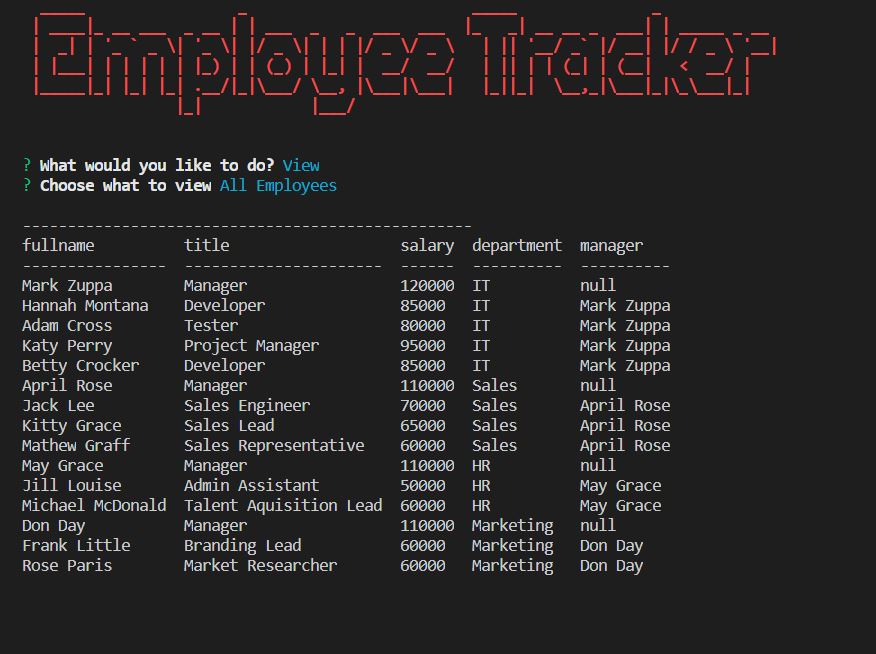 Employee Tracker
? What would you like to do? View
? Choose what to view All Employees
--------------------------------------------------
fullname          title                   salary  department  manager
----------------  ----------------------  ------  ----------  ----------
Mark Zuppa        Manager                 120000  IT          null
Hannah Montana    Developer               85000   IT          Mark Zuppa
Adam Cross        Tester                  80000   IT          Mark Zuppa
Katy Perry        Project Manager         95000   IT          Mark Zuppa
Betty Crocker     Developer               85000   IT          Mark Zuppa
April Rose        Manager                 110000  Sales       null
Jack Lee          Sales Engineer          70000   Sales       April Rose
Kitty Grace       Sales Lead              65000   Sales       April Rose
Mathew Graff      Sales Representative    60000   Sales       April Rose
May Grace         Manager                 110000  HR          null
Jill Louise       Admin Assistant         50000   HR          May Grace
Michael McDonald  Talent Aquisition Lead  60000   HR          May Grace
Don Day           Manager                 110000  Marketing   null
Frank Little      Branding Lead           60000   Marketing   Don Day
Rose Paris        Market Researcher       60000   Marketing   Don Day